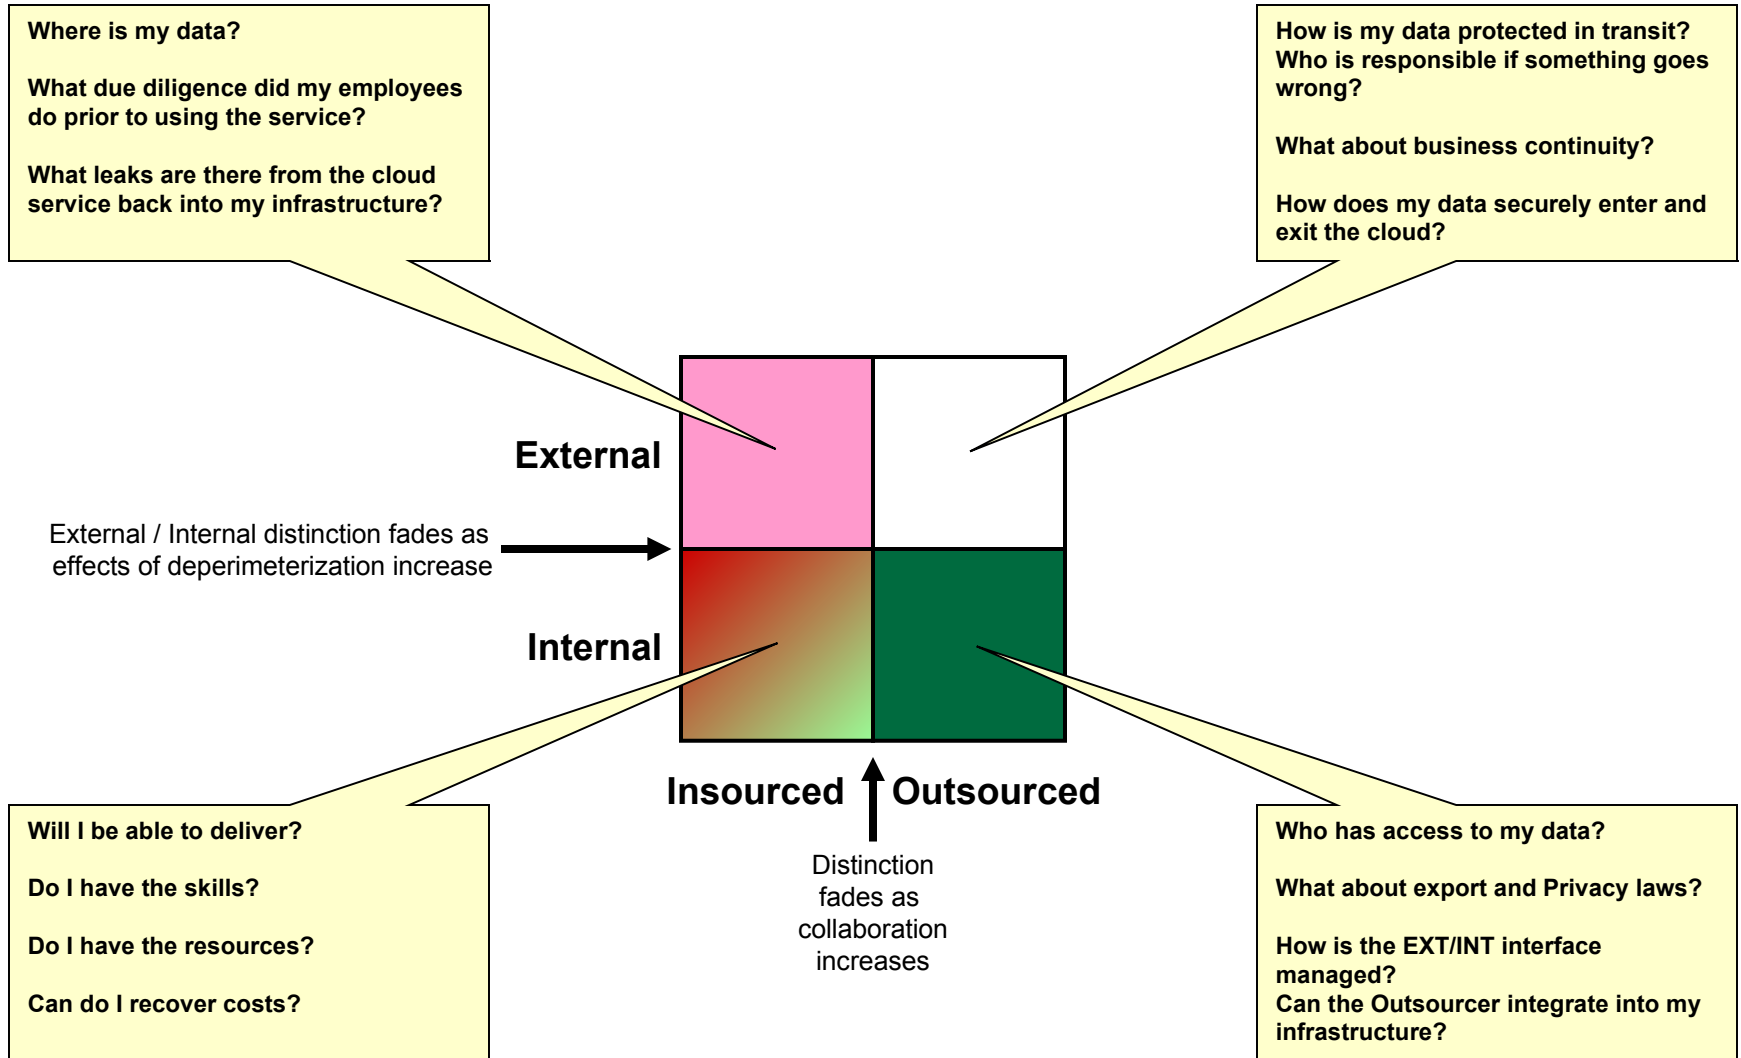 Where is my data?
What due diligence did my employees
do prior to using the service?
What leaks are there from the cloud
service back into my infrastructure?
How is my data protected in transit?
Who is responsible if something goes
wrong?
What about business continuity?
How does my data securely enter and
exit the cloud?
External
External / Internal distinction fades as
effects of deperimeterization increase
Internal
Insourced
Outsourced
Distinction
fades as
collaboration
increases
Will I be able to deliver?
Do I have the skills?
Do I have the resources?
Can do I recover costs?
Who has access to my data?
What about export and Privacy laws?
How is the EXT/INT interface
managed?
Can the Outsourcer integrate into my
infrastructure?